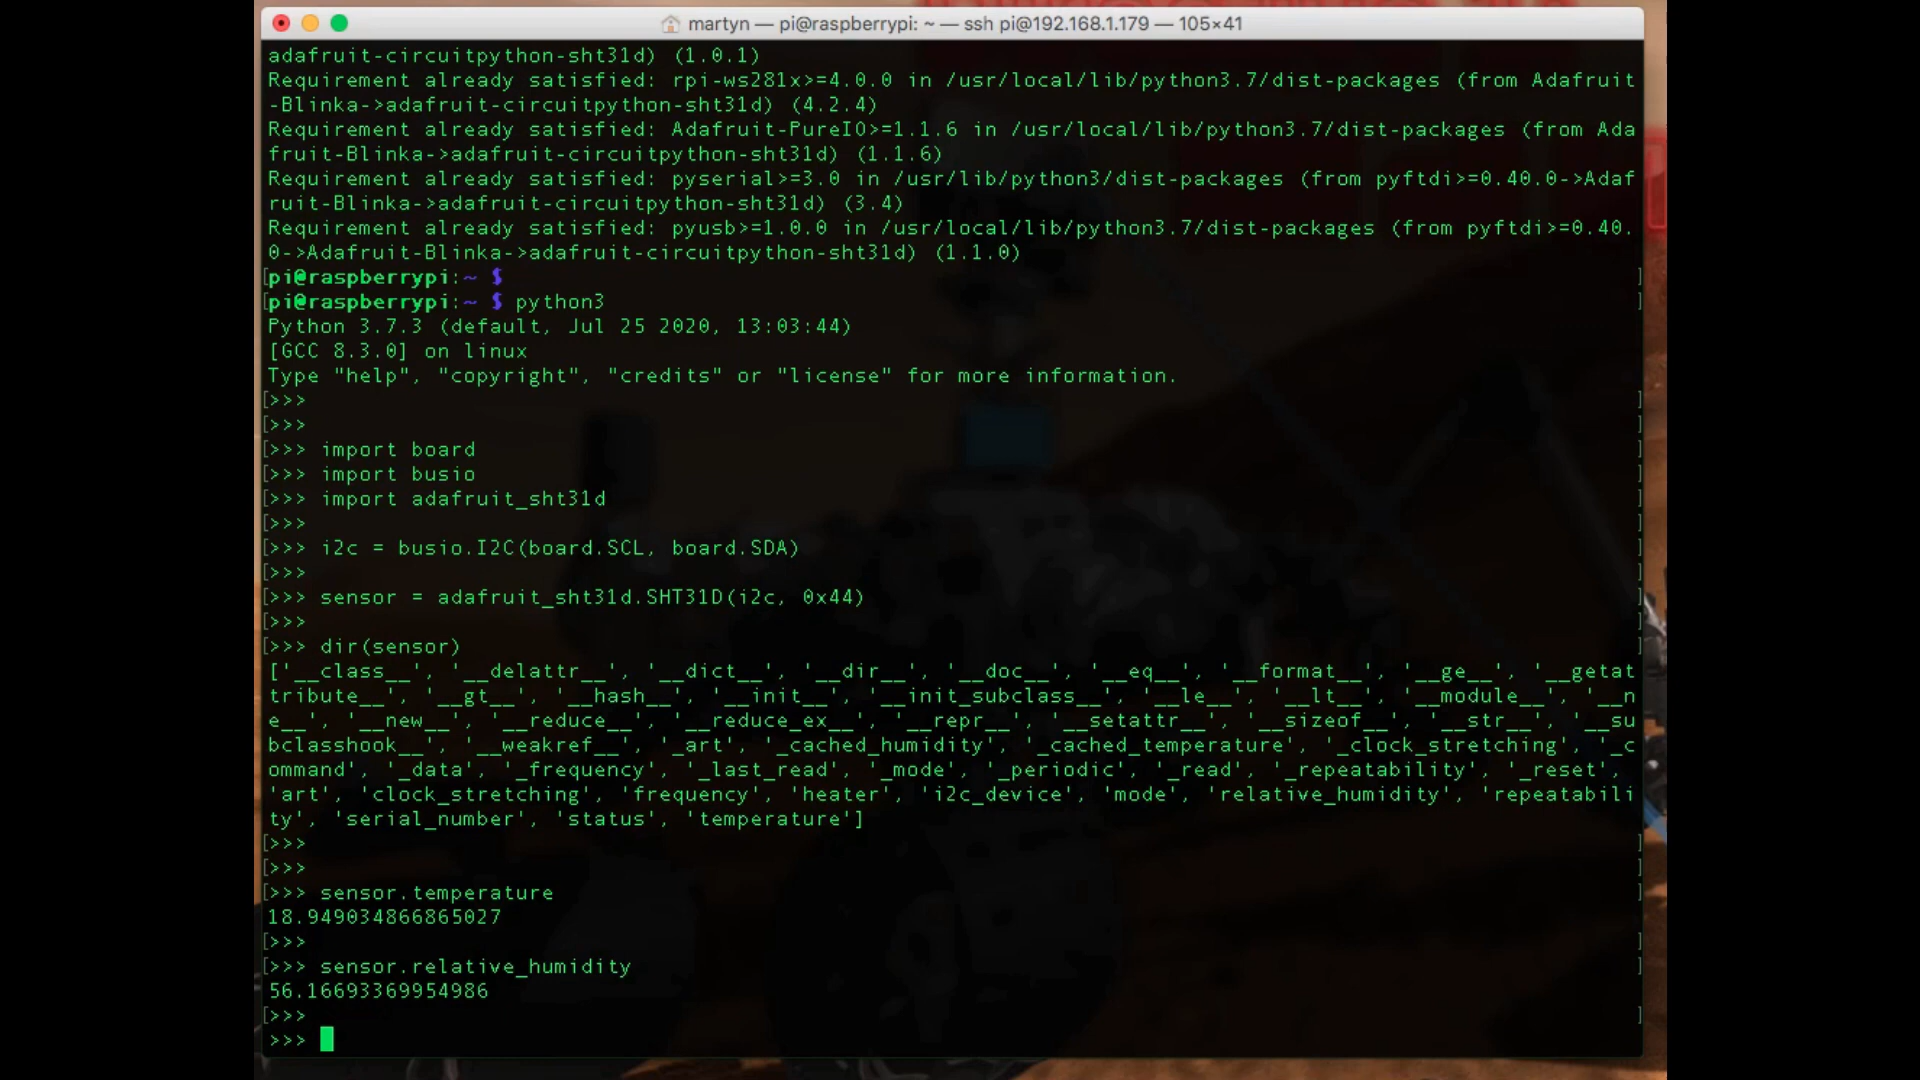 martyn — pi@raspberrypi: ~ — ssh pi@192.168.1.179 — 105×41
adafruit-circuitpython-sht31d) (1.0.1)
Requirement already satisfied: rpi-ws281x>=4.0.0 in /usr/local/lib/python3.7/dist-packages (from Adafruit
-Blinka->adafruit-circuitpython-sht31d) (4.2.4)
Requirement already satisfied: Adafruit-PureIO>=1.1.6 in /usr/local/lib/python3.7/dist-packages (from Ada
fruit-Blinka->adafruit-circuitpython-sht31d) (1.1.6)
Requirement already satisfied: pyserial>=3.0 in /usr/lib/python3/dist-packages (from pyftdi>=0.40.0->Adaf
ruit-Blinka->adafruit-circuitpython-sht31d) (3.4)
Requirement already satisfied: pyusb>=1.0.0 in /usr/local/lib/python3.7/dist-packages (from pyftdi>=0.40.
0->Adafruit-Blinka->adafruit-circuitpython-sht31d) (1.1.0)
[pi@raspberrypi:~ $ ]
[pi@raspberrypi:~ $ python3 ]
Python 3.7.3 (default, Jul 25 2020, 13:03:44)
[GCC 8.3.0] on linux
Type "help", "copyright", "credits" or "license" for more information.
[>>> ]
[>>> ]
[>>> import board ]
[>>> import busio ]
[>>> import adafruit_sht31d ]
[>>> ]
[>>> i2c = busio.I2C(board.SCL, board.SDA) ]
[>>> ]
[>>> sensor = adafruit_sht31d.SHT31D(i2c, 0x44) ]
[>>> ]
[>>> dir(sensor) ]
['__class__', '__delattr__', '__dict__', '__dir__', '__doc__', '__eq__', '__format__', '__ge__', '__getat
tribute__', '__gt__', '__hash__', '__init__', '__init_subclass__', '__le__', '__lt__', '__module__', '__n
e__', '__new__', '__reduce__', '__reduce_ex__', '__repr__', '__setattr__', '__sizeof__', '__str__', '__su
bclasshook__', '__weakref__', '_art', '_cached_humidity', '_cached_temperature', '_clock_stretching', '_c
ommand', '_data', '_frequency', '_last_read', '_mode', '_periodic', '_read', '_repeatability', '_reset',
'art', 'clock_stretching', 'frequency', 'heater', 'i2c_device', 'mode', 'relative_humidity', 'repeatabili
ty', 'serial_number', 'status', 'temperature']
[>>> ]
[>>> ]
[>>> sensor.temperature ]
18.949034866865027
[>>> ]
[>>> sensor.relative_humidity ]
56.16693369954986
[>>> ]
>>>